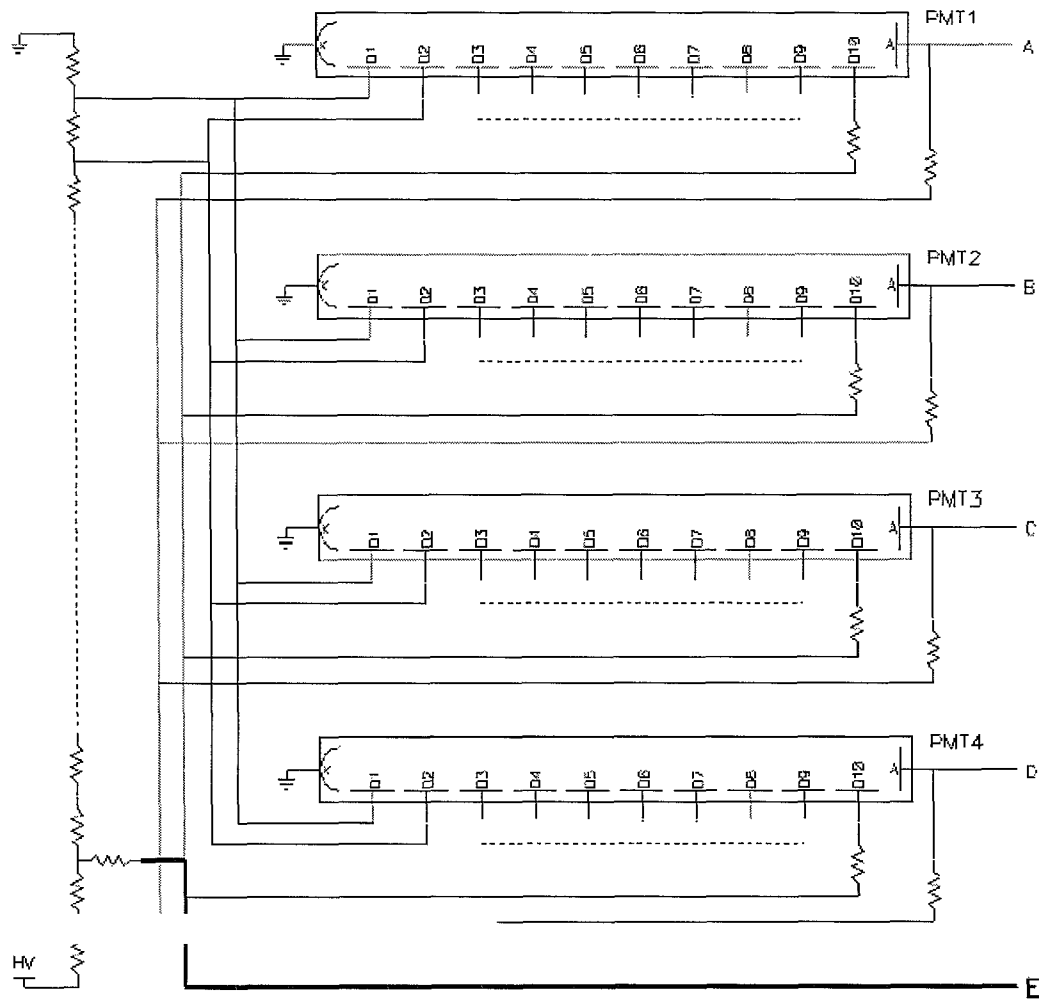 PMT1
K D1 D2 D3 D4 D5 D6 D7 D8 D9 D10 A
A
PMT2
K D1 D2 D3 D4 D5 D6 D7 D8 D9 D10 A
B
PMT3
K D1 D2 D3 D4 D5 D6 D7 D8 D9 D10 A
C
PMT4
K D1 D2 D3 D4 D5 D6 D7 D8 D9 D10 A
D
HV
E